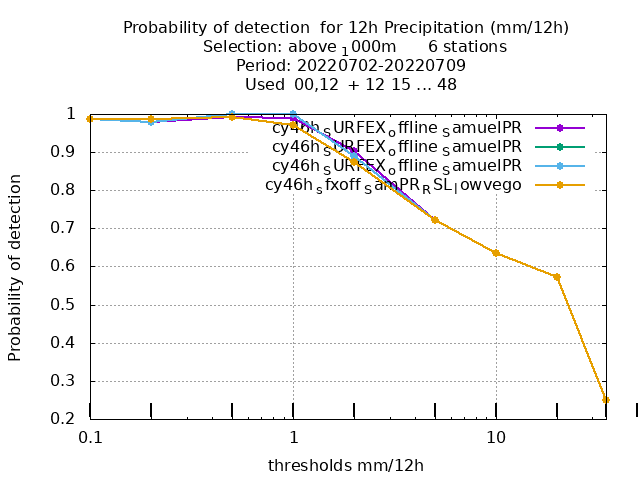 Probability of detection for 12h Precipitation (mm/12h)
Selection: above 1000m 6 stations
Period: 20220702-20220709
Used 00,12 + 12 15 ... 48
cy46h SURFEX offline SamuelPR
cy46h SURFEX offline SamuelPR
cy46h SURFEX offline SamuelPR
cy46h sfxoff SamPR RSL lowvego
Probability of detection
1
0.9
0.8
0.7
0.6
0.5
0.4
0.3
0.2
0.1 1 10
thresholds mm/12h